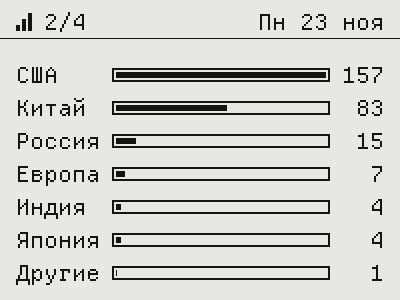 2/4 Пн 23 ноя
США 157
Китай 83
Россия 15
Европа 7
Индия 4
Япония 4
Другие 1